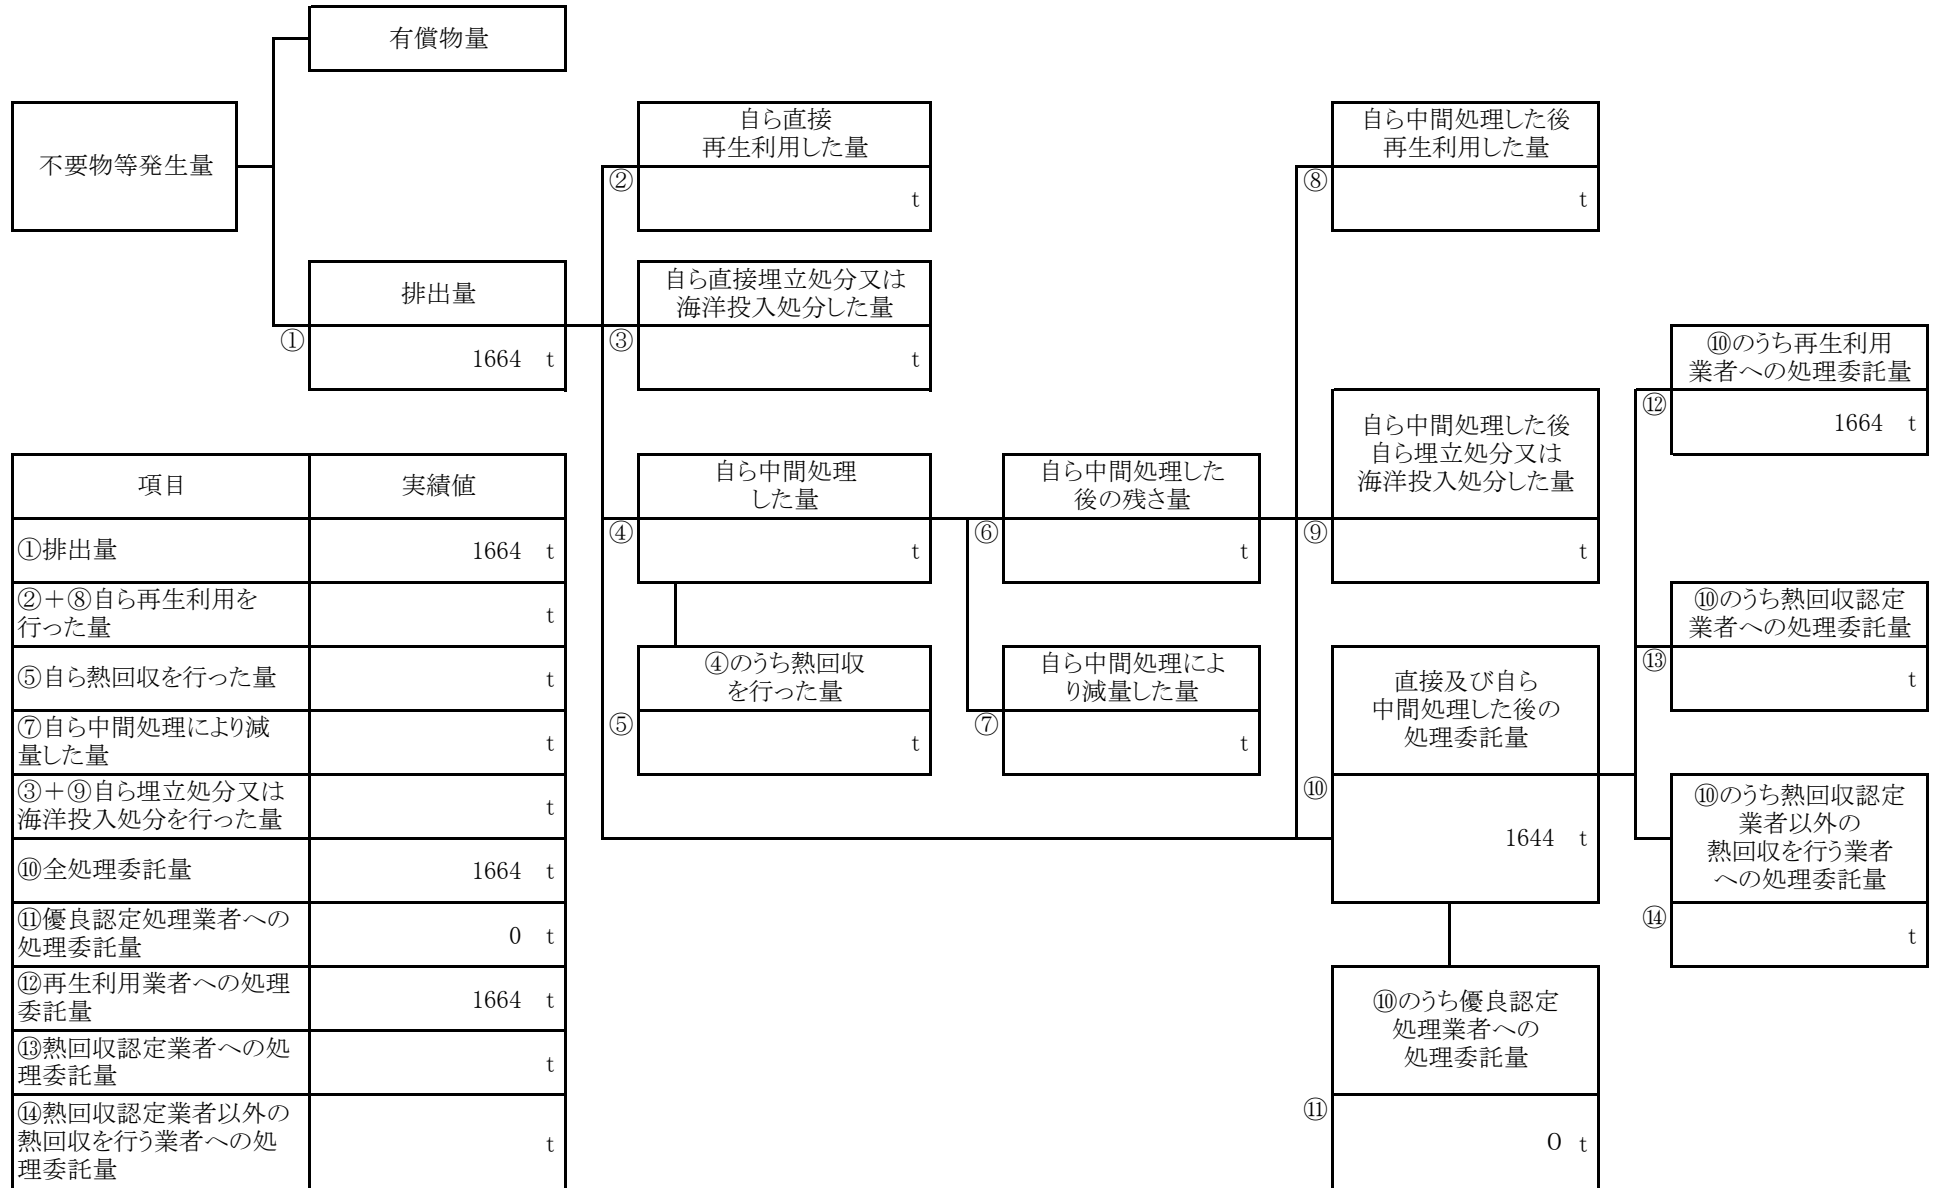 有償物量
不要物等発生量
排出量
①
1664 t
自ら直接
再生利用した量
②
t
自ら直接埋立処分又は
海洋投入処分した量
③
t
自ら中間処理
した量
④
t
④のうち熱回収
を行った量
⑤
t
自ら中間処理した
後の残さ量
⑥
t
自ら中間処理によ
り減量した量
⑦
t
自ら中間処理した後
再生利用した量
⑧
t
自ら中間処理した後
自ら埋立処分又は
海洋投入処分した量
⑨
t
直接及び自ら
中間処理した後の
処理委託量
⑩
1644 t
⑩のうち優良認定
処理業者への
処理委託量
⑪
0 t
⑩のうち再生利用
業者への処理委託量
⑫
1664 t
⑩のうち熱回収認定
業者への処理委託量
⑬
t
⑩のうち熱回収認定
業者以外の
熱回収を行う業者
への処理委託量
⑭
t
項目 実績値
①排出量 1664 t
②＋⑧自ら再生利用を
行った量
t
⑤自ら熱回収を行った量 t
⑦自ら中間処理により減
量した量
t
③＋⑨自ら埋立処分又は
海洋投入処分を行った量
t
⑩全処理委託量 1664 t
⑪優良認定処理業者への
処理委託量
0 t
⑫再生利用業者への処理
委託量
1664 t
⑬熱回収認定業者への処
理委託量
t
⑭熱回収認定業者以外の
熱回収を行う業者への処
理委託量
t